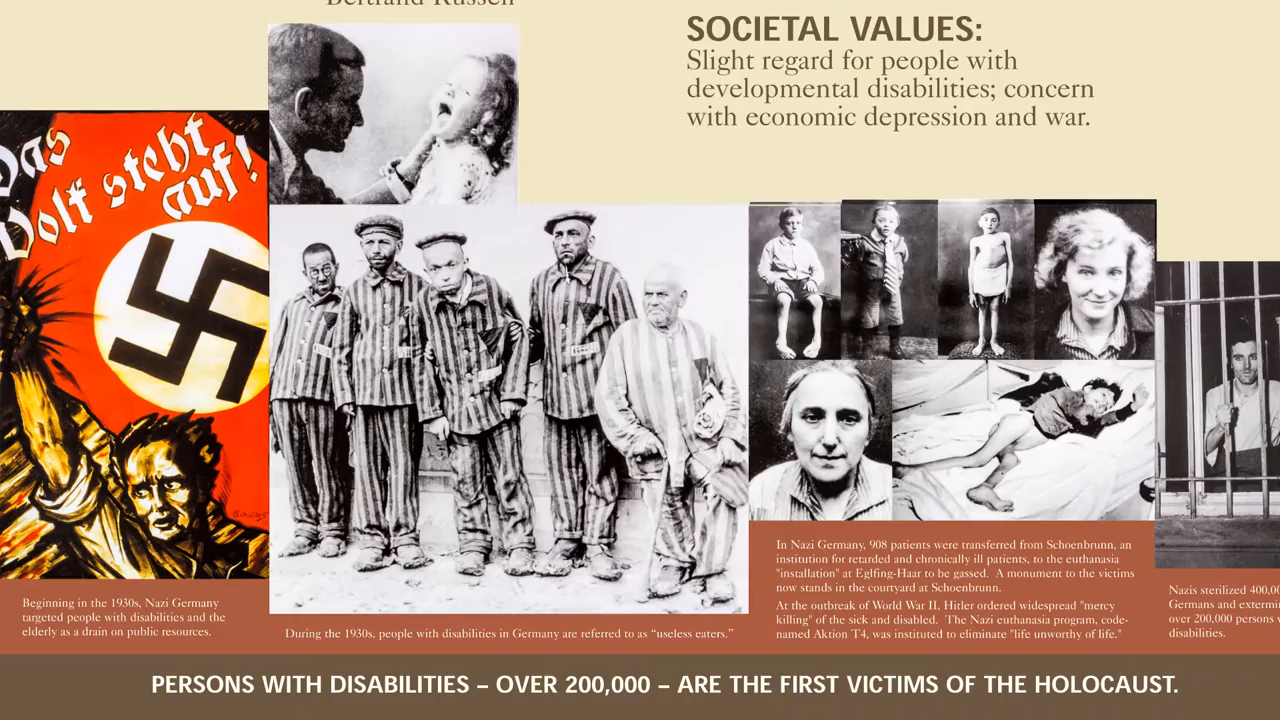 Bertrand Russell
SOCIETAL VALUES:
Slight regard for people with
developmental disabilities; concern
with economic depression and war.
Das
Volk steht
auf!
Beginning in the 1930s, Nazi Germany
targeted people with disabilities and the
elderly as a drain on public resources.
During the 1930s, people with disabilities in Germany are referred to as “useless eaters.”
In Nazi Germany, 908 patients were transferred from Schoenbrunn, an
institution for retarded and chronically ill patients, to the euthanasia
"installation" at Eglfing-Haar to be gassed. A monument to the victims
now stands in the courtyard at Schoenbrunn.
At the outbreak of World War II, Hitler ordered widespread "mercy
killing" of the sick and disabled. The Nazi euthanasia program, code-
named Aktion T4, was instituted to eliminate "life unworthy of life."
Nazis sterilized 400,00
Germans and extermi
over 200,000 persons w
disabilities.
PERSONS WITH DISABILITIES – OVER 200,000 – ARE THE FIRST VICTIMS OF THE HOLOCAUST.